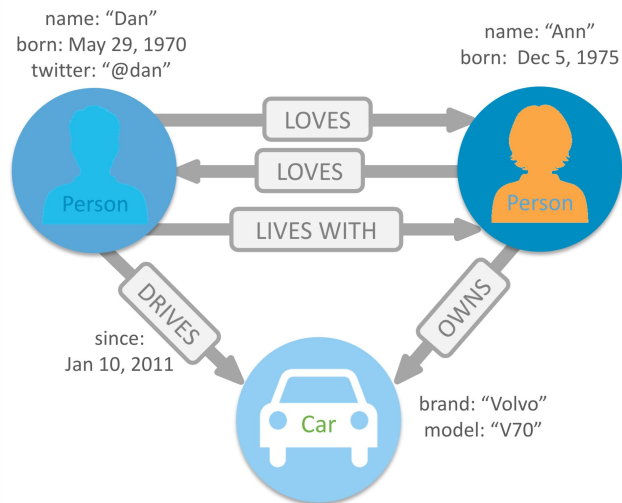 name: “Dan”
born: May 29, 1970
twitter: “@dan”
name: “Ann”
born:  Dec 5, 1975
LOVES
LOVES
Person
Person
LIVES WITH
DRIVES
OWNS
since:
Jan 10, 2011
Car
brand: “Volvo”
model: “V70”